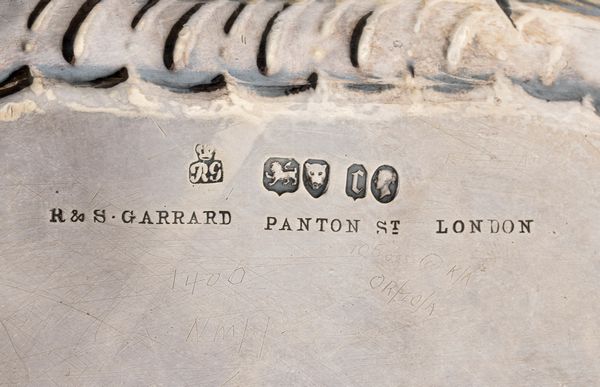 RG C
R & S · GARRARD PANTON ST LONDON
1400